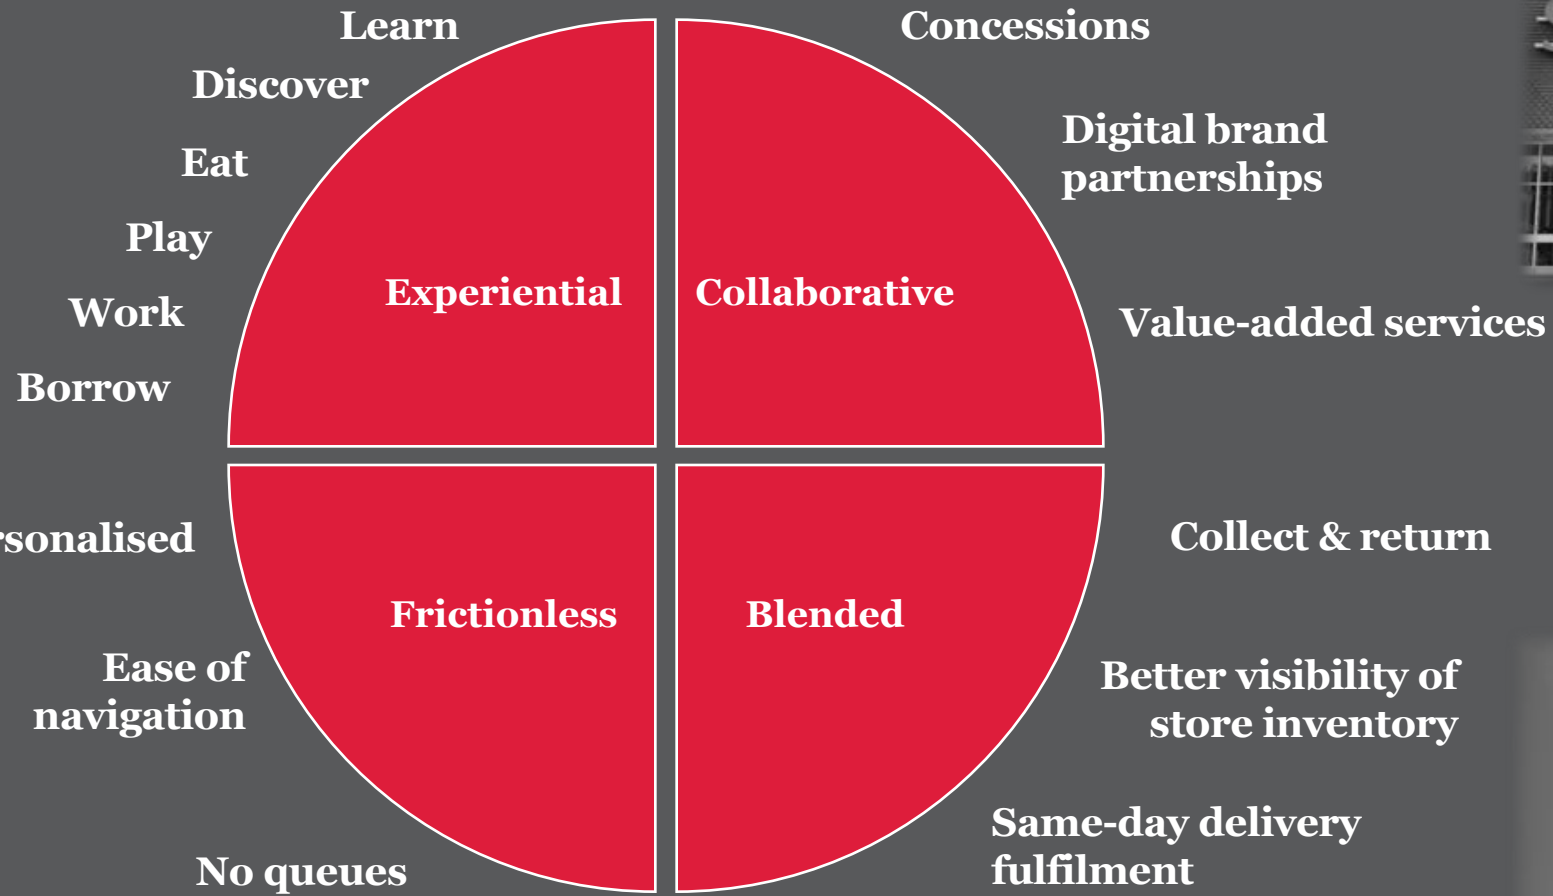 Learn
Discover
Eat
Play
Work
Borrow
Experiential
Concessions
Digital brand
partnerships
Value-added services
Collaborative
rsonalised
Ease of
navigation
No queues
Frictionless
Collect & return
Better visibility of
store inventory
Same-day delivery
fulfilment
Blended